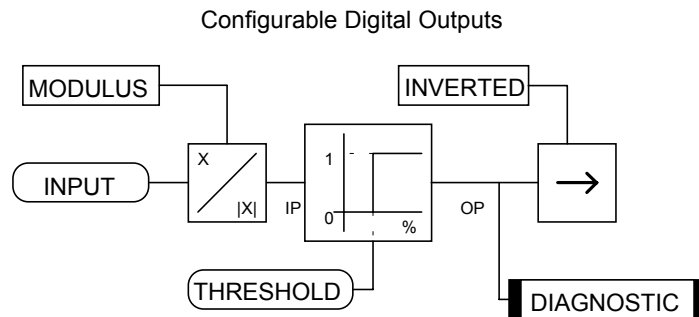 Configurable Digital Outputs
MODULUS
INVERTED
X
|X|
INPUT
IP
1
0
%
OP
THRESHOLD
DIAGNOSTIC